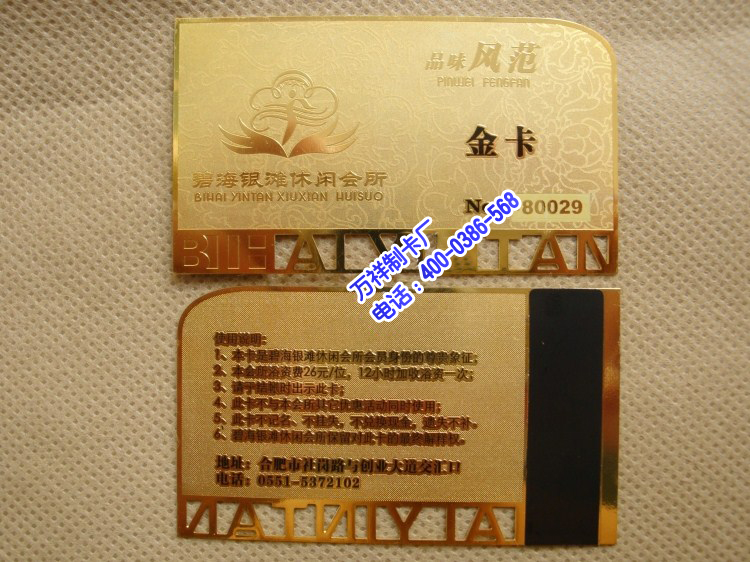 品味风范
PINWEI FENGFAN
金卡
碧海银滩休闲会所
BIHAI YINTAN XIUXIAN HUISUO
No 80029
BIHAI YINTAN
万祥制卡厂
电话：400-0386-568
使用说明：
1、本卡是碧海银滩休闲会所会员身份的尊贵象征；
2、本会所浴资费26元/位，12小时加收浴资一次；
3、请于结账时出示此卡；
4、此卡不与本会所其它优惠活动同时使用；
5、此卡不记名、不挂失，不兑换现金，遗失不补。
6、碧海银滩休闲会所保留对此卡的最终解释权。
地址：合肥市社岗路与创业大道交汇口
电话：0551-5372102